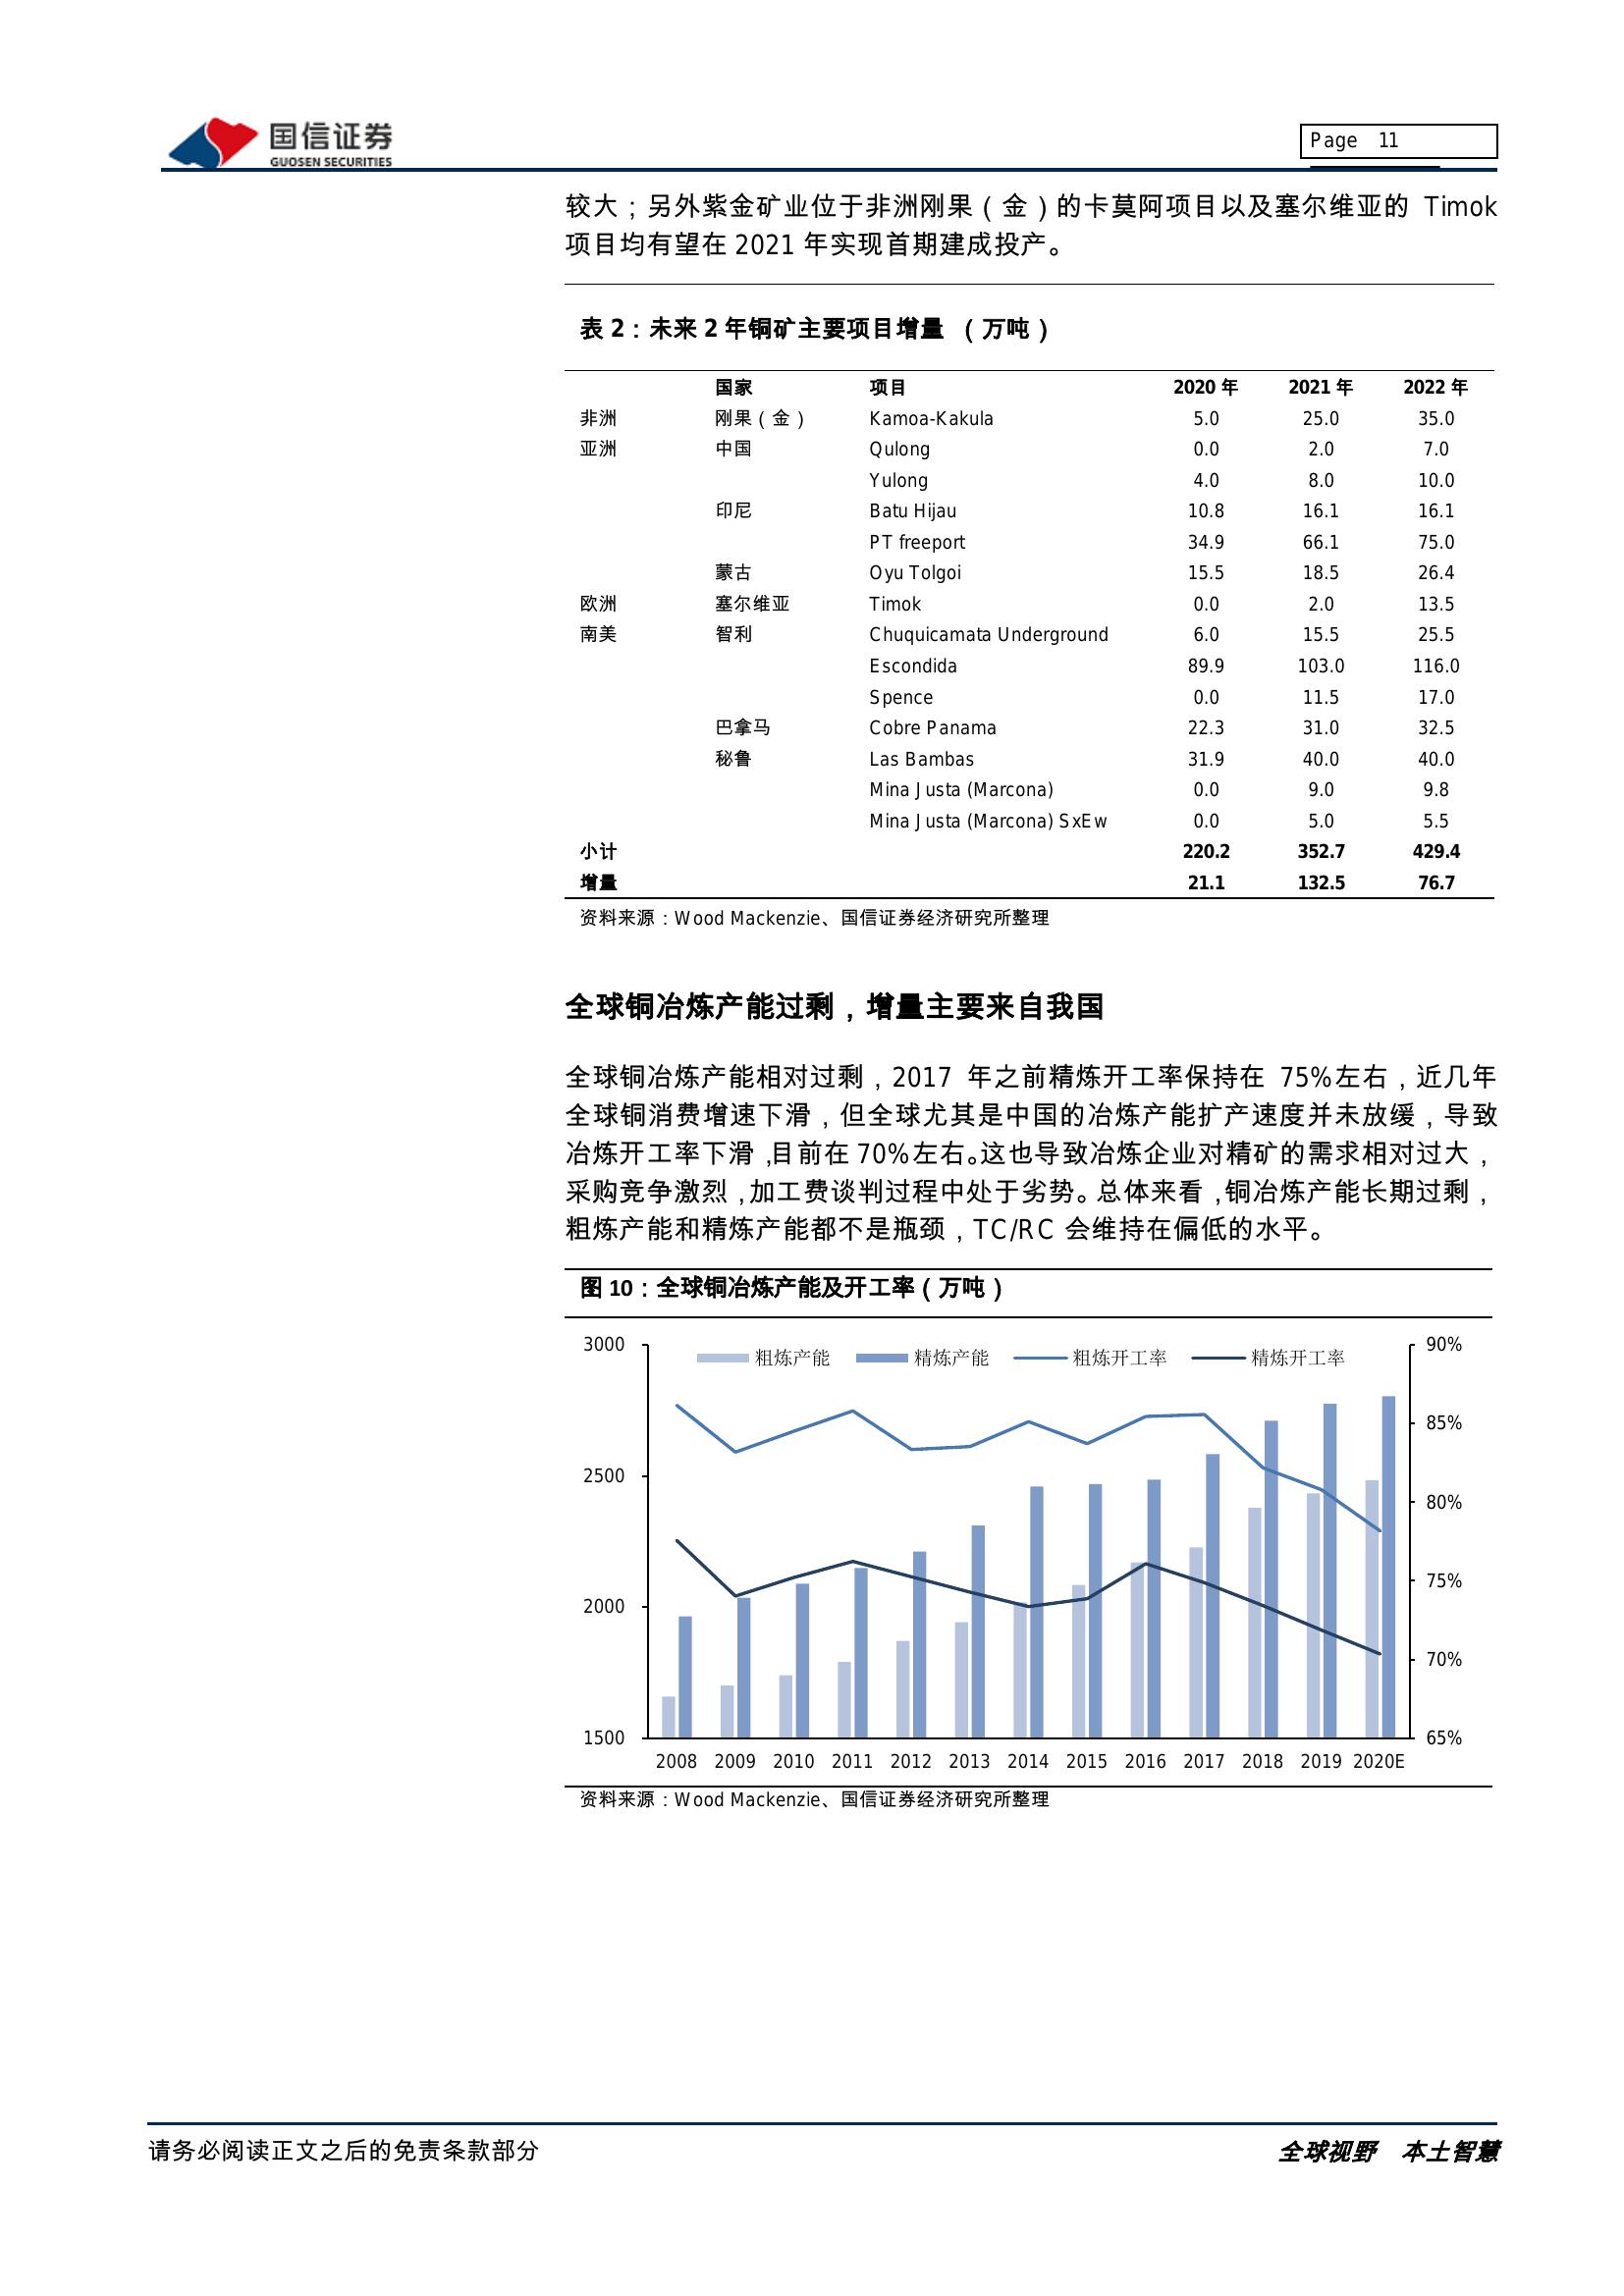 国信证券
GUOSEN SECURITIES
Page 11
较大；另外紫金矿业位于非洲刚果（金）的卡莫阿项目以及塞尔维亚的 Timok
项目均有望在 2021 年实现首期建成投产。
表 2：未来 2 年铜矿主要项目增量 （万吨）
国家 项目 2020 年 2021 年 2022 年
非洲 刚果（金） Kamoa-Kakula 5.0 25.0 35.0
亚洲 中国 Qulong 0.0 2.0 7.0
Yulong 4.0 8.0 10.0
印尼 Batu Hijau 10.8 16.1 16.1
PT freeport 34.9 66.1 75.0
蒙古 Oyu Tolgoi 15.5 18.5 26.4
欧洲 塞尔维亚 Timok 0.0 2.0 13.5
南美 智利 Chuquicamata Underground 6.0 15.5 25.5
Escondida 89.9 103.0 116.0
Spence 0.0 11.5 17.0
巴拿马 Cobre Panama 22.3 31.0 32.5
秘鲁 Las Bambas 31.9 40.0 40.0
Mina Justa (Marcona) 0.0 9.0 9.8
Mina Justa (Marcona) SxEw 0.0 5.0 5.5
小计 220.2 352.7 429.4
增量 21.1 132.5 76.7
资料来源：Wood Mackenzie、国信证券经济研究所整理
全球铜冶炼产能过剩，增量主要来自我国
全球铜冶炼产能相对过剩，2017 年之前精炼开工率保持在 75%左右，近几年
全球铜消费增速下滑，但全球尤其是中国的冶炼产能扩产速度并未放缓，导致
冶炼开工率下滑，目前在 70%左右。这也导致冶炼企业对精矿的需求相对过大，
采购竞争激烈，加工费谈判过程中处于劣势。总体来看，铜冶炼产能长期过剩，
粗炼产能和精炼产能都不是瓶颈，TC/RC 会维持在偏低的水平。
图 10：全球铜冶炼产能及开工率（万吨）
粗炼产能 精炼产能 粗炼开工率 精炼开工率
3000 90%
85%
2500
80%
75%
2000
70%
1500 65%
2008 2009 2010 2011 2012 2013 2014 2015 2016 2017 2018 2019 2020E
资料来源：Wood Mackenzie、国信证券经济研究所整理
请务必阅读正文之后的免责条款部分
全球视野 本土智慧